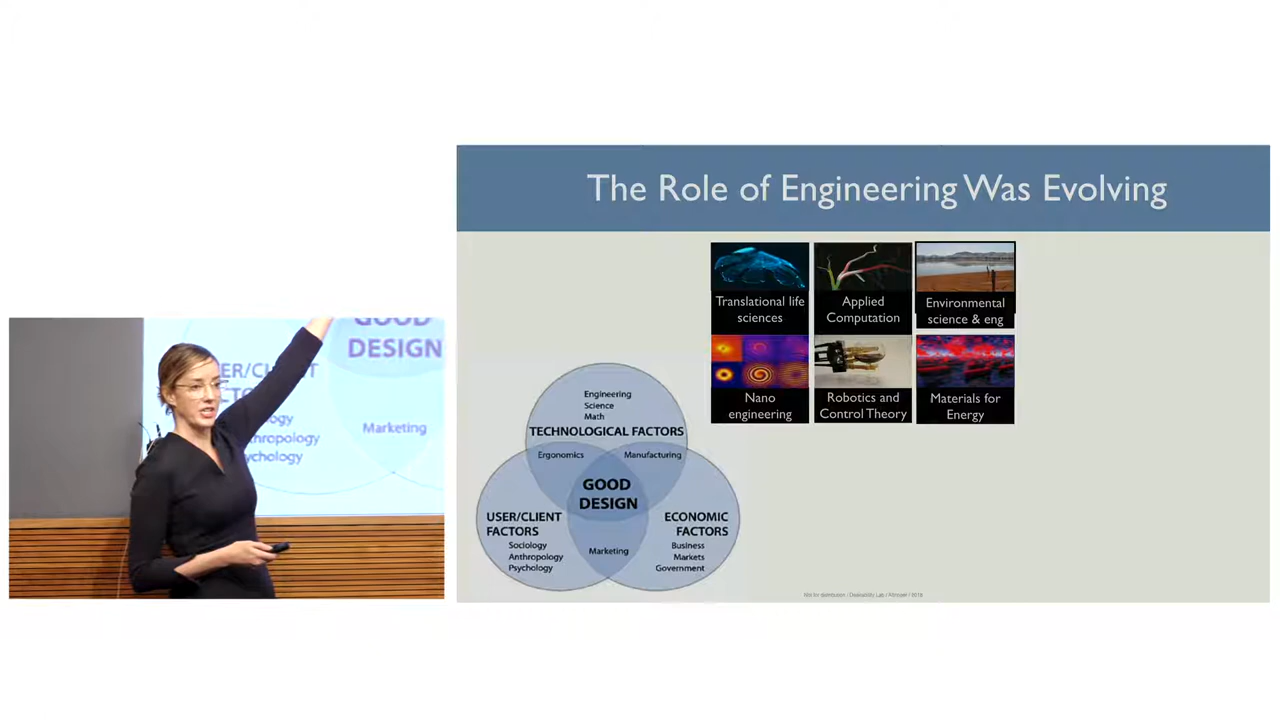 The Role of Engineering Was Evolving
Translational life
sciences
Applied
Computation
Environmental
science & eng
Nano
engineering
Robotics and
Control Theory
Materials for
Energy
Engineering
Science
Math
TECHNOLOGICAL FACTORS
Ergonomics
Manufacturing
GOOD
DESIGN
USER/CLIENT
FACTORS
Sociology
Anthropology
Psychology
ECONOMIC
FACTORS
Business
Markets
Government
Marketing
GOOD
DESIGN
Marketing